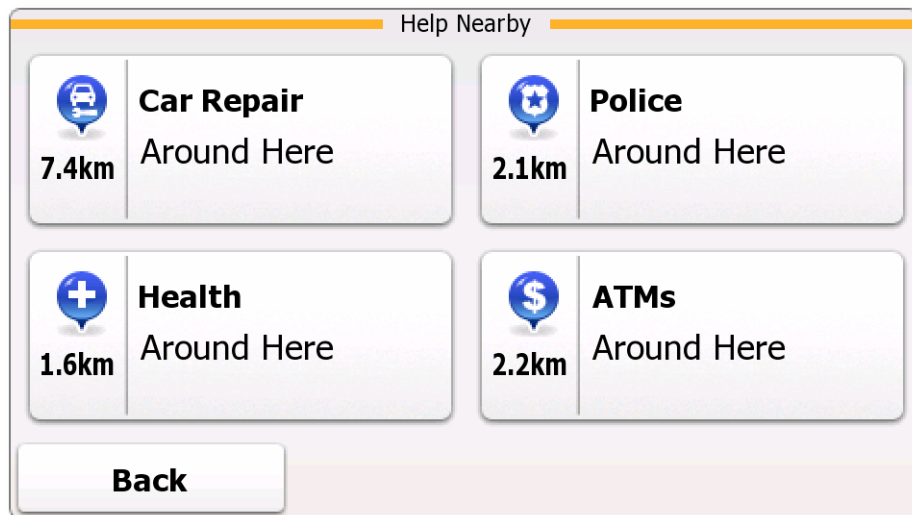 Help Nearby
Car Repair
Around Here
7.4km
Police
Around Here
2.1km
Health
Around Here
1.6km
$
ATMs
Around Here
2.2km
Back